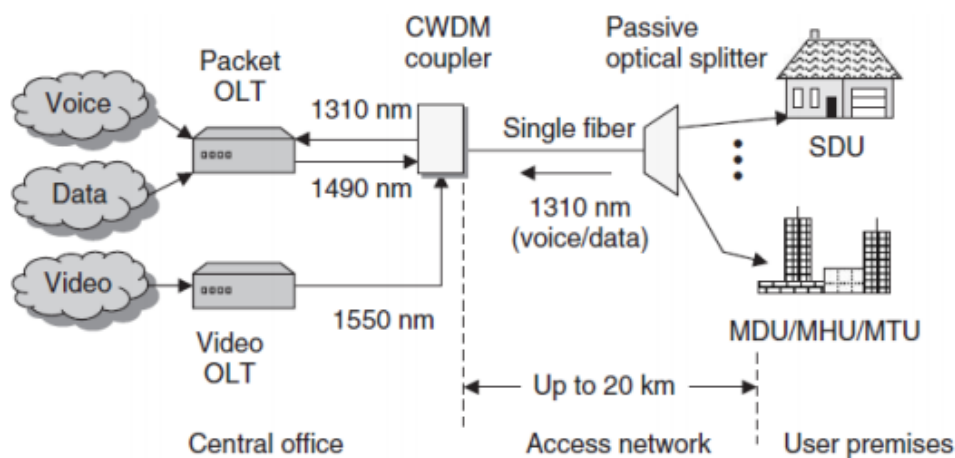 CWDM
coupler
Passive
optical splitter
Packet
OLT
Voice
1310 nm
Single fiber
SDU
1490 nm
Data
1310 nm
(voice/data)
Video
1550 nm
MDU/MHU/MTU
Video
OLT
Up to 20 km
Central office
Access network
User premises